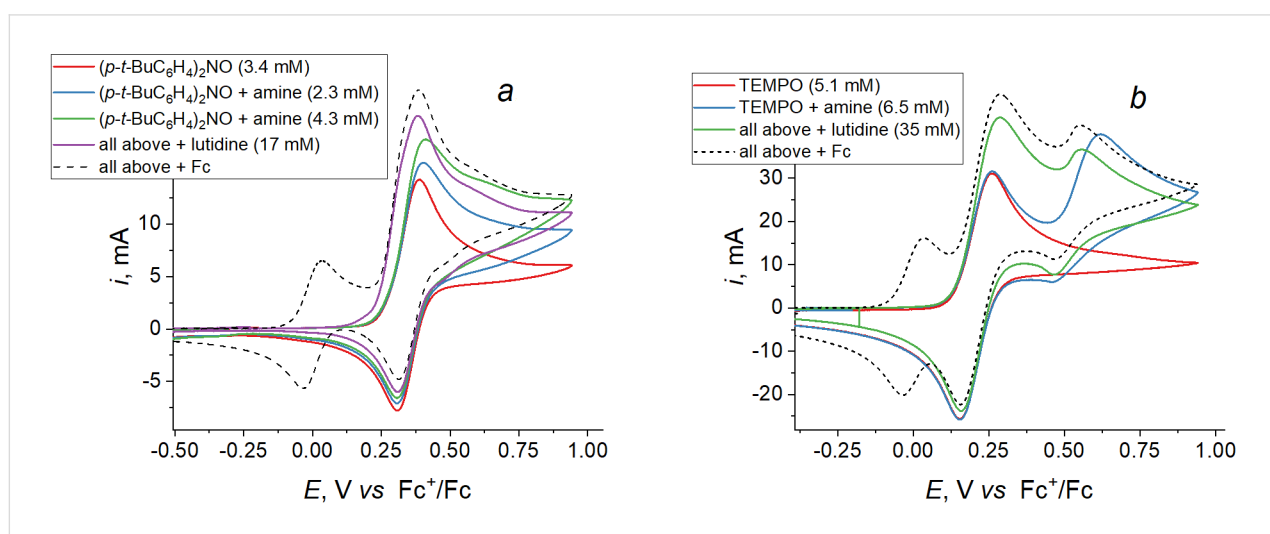 (p-t-BuC6H4)2NO (3.4 mM)
(p-t-BuC6H4)2NO + amine (2.3 mM)
(p-t-BuC6H4)2NO + amine (4.3 mM)
all above + lutidine (17 mM)
all above + Fc
a
10
5
0
-5
i, mA
-0.50 -0.25 0.00 0.25 0.50 0.75 1.00
E, V vs Fc+/Fc
TEMPO (5.1 mM)
TEMPO + amine (6.5 mM)
all above + lutidine (35 mM)
all above + Fc
b
30
20
10
0
-10
-20
i, mA
-0.25 0.00 0.25 0.50 0.75 1.00
E, V vs Fc+/Fc